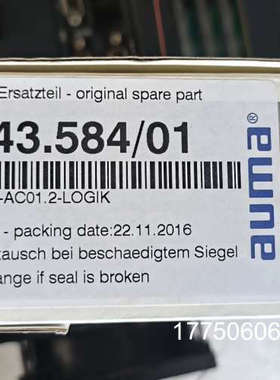 Ersatzteil - original spare part
43.584/01
-AC01.2-LOGIK
- packing date:22.11.2016
tausch bei beschaedigtem Siegel
ange if seal is broken
auma®
17750606